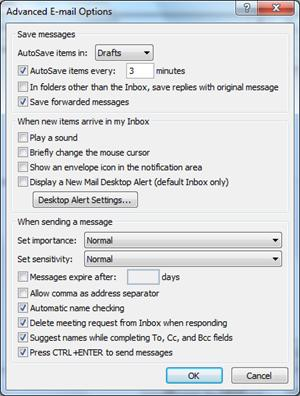 Advanced E-mail Options
Save messages
AutoSave items in: Drafts
AutoSave items every: 3 minutes
In folders other than the Inbox, save replies with original message
Save forwarded messages
When new items arrive in my Inbox
Play a sound
Briefly change the mouse cursor
Show an envelope icon in the notification area
Display a New Mail Desktop Alert (default Inbox only)
Desktop Alert Settings...
When sending a message
Set importance: Normal
Set sensitivity: Normal
Messages expire after: days
Allow comma as address separator
Automatic name checking
Delete meeting request from Inbox when responding
Suggest names while completing To, Cc, and Bcc fields
Press CTRL+ENTER to send messages
OK Cancel